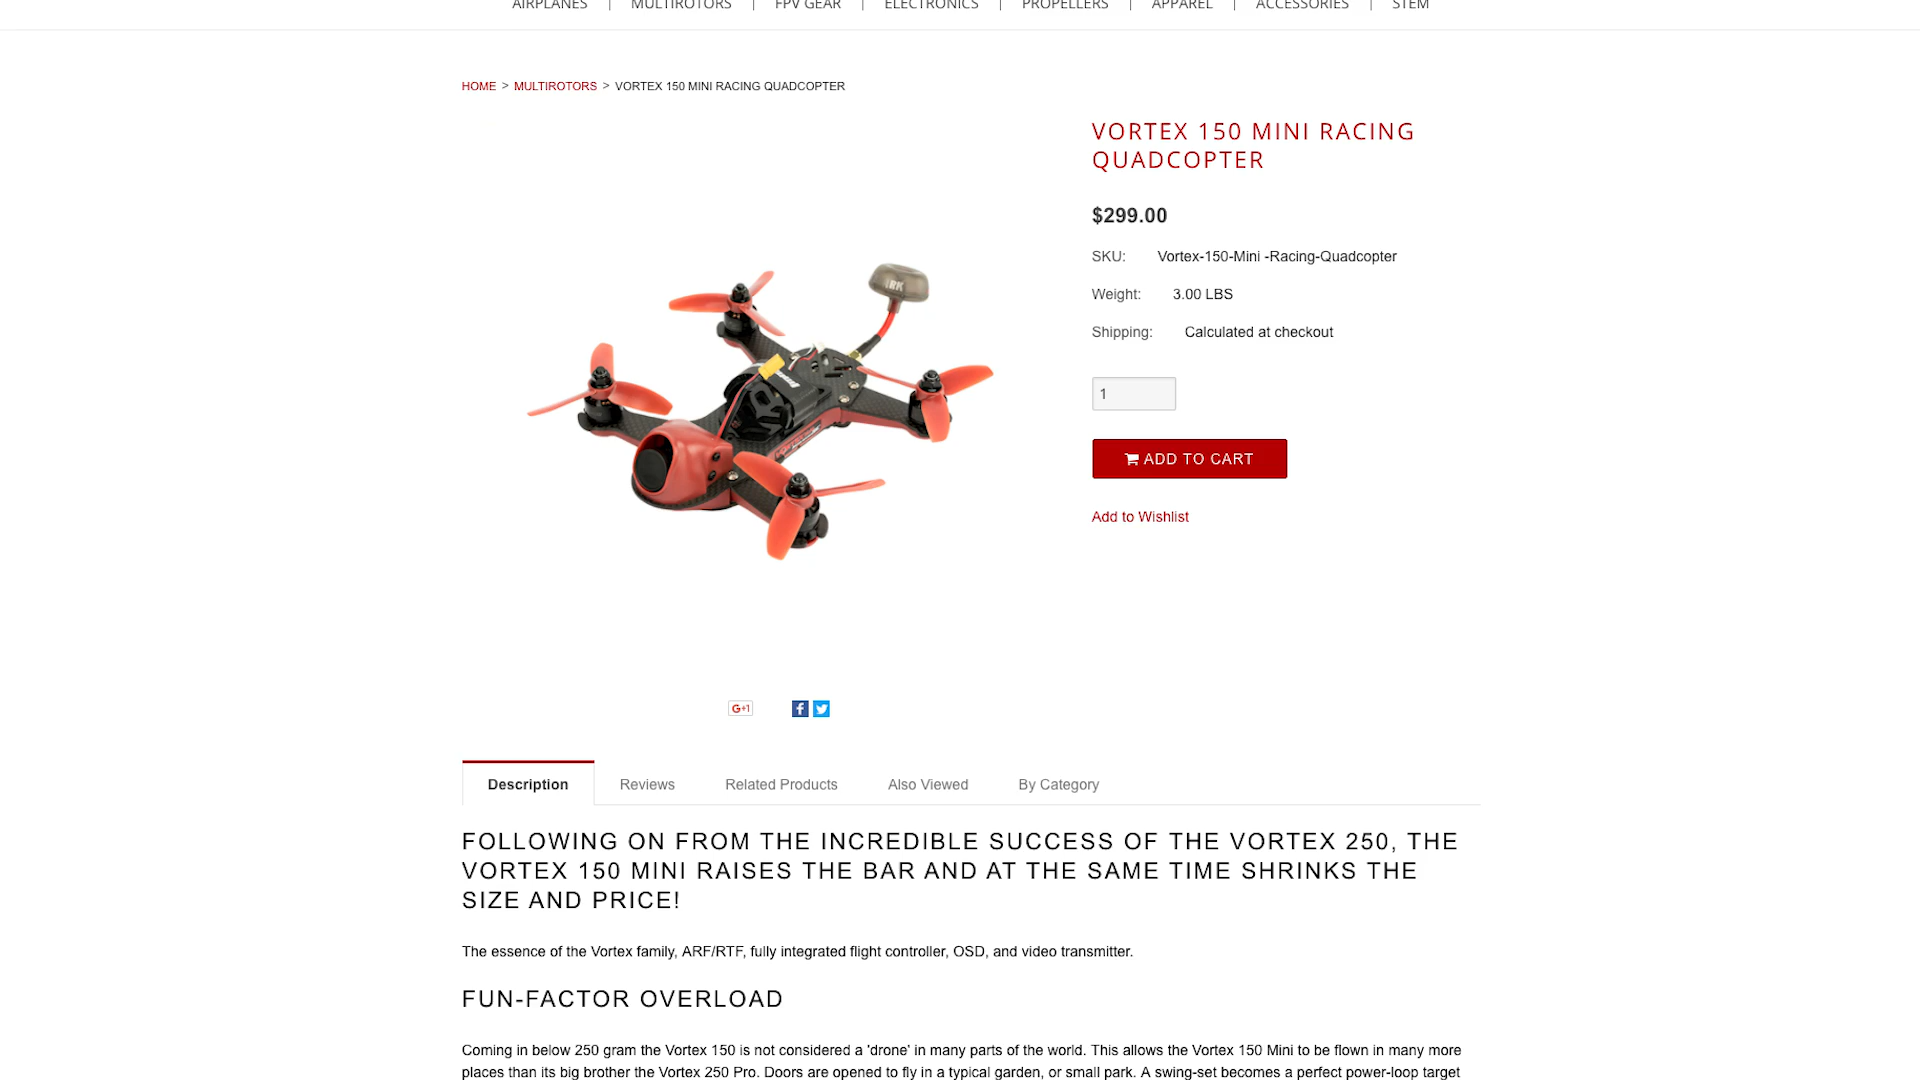 AIRPLANES | MULTIROTORS | FPV GEAR | ELECTRONICS | PROPELLERS | APPAREL | ACCESSORIES | STEM
HOME > MULTIROTORS > VORTEX 150 MINI RACING QUADCOPTER
VORTEX 150 MINI RACING
QUADCOPTER
$299.00
SKU: Vortex-150-Mini -Racing-Quadcopter
Weight: 3.00 LBS
Shipping: Calculated at checkout
1
ADD TO CART
Add to Wishlist
G+1
Description Reviews Related Products Also Viewed By Category
FOLLOWING ON FROM THE INCREDIBLE SUCCESS OF THE VORTEX 250, THE
VORTEX 150 MINI RAISES THE BAR AND AT THE SAME TIME SHRINKS THE
SIZE AND PRICE!
The essence of the Vortex family, ARF/RTF, fully integrated flight controller, OSD, and video transmitter.
FUN-FACTOR OVERLOAD
Coming in below 250 gram the Vortex 150 is not considered a 'drone' in many parts of the world. This allows the Vortex 150 Mini to be flown in many more
places than its big brother the Vortex 250 Pro. Doors are opened to fly in a typical garden, or small park. A swing-set becomes a perfect power-loop target